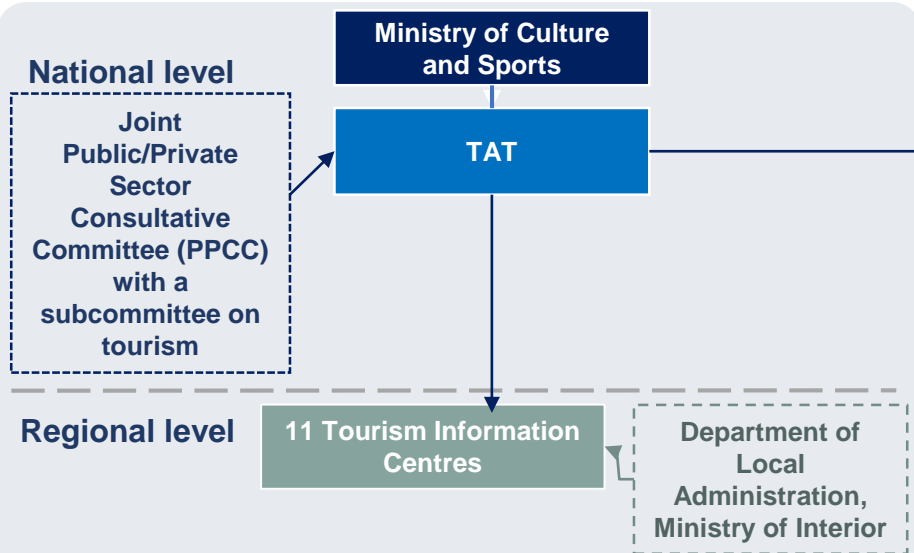 Ministry of Culture
and Sports
National level
Joint
Public/Private
Sector
Consultative
Committee (PPCC)
with a
subcommittee on
tourism
TAT
Regional level
11 Tourism Information
Centres
Department of
Local
Administration,
Ministry of Interior